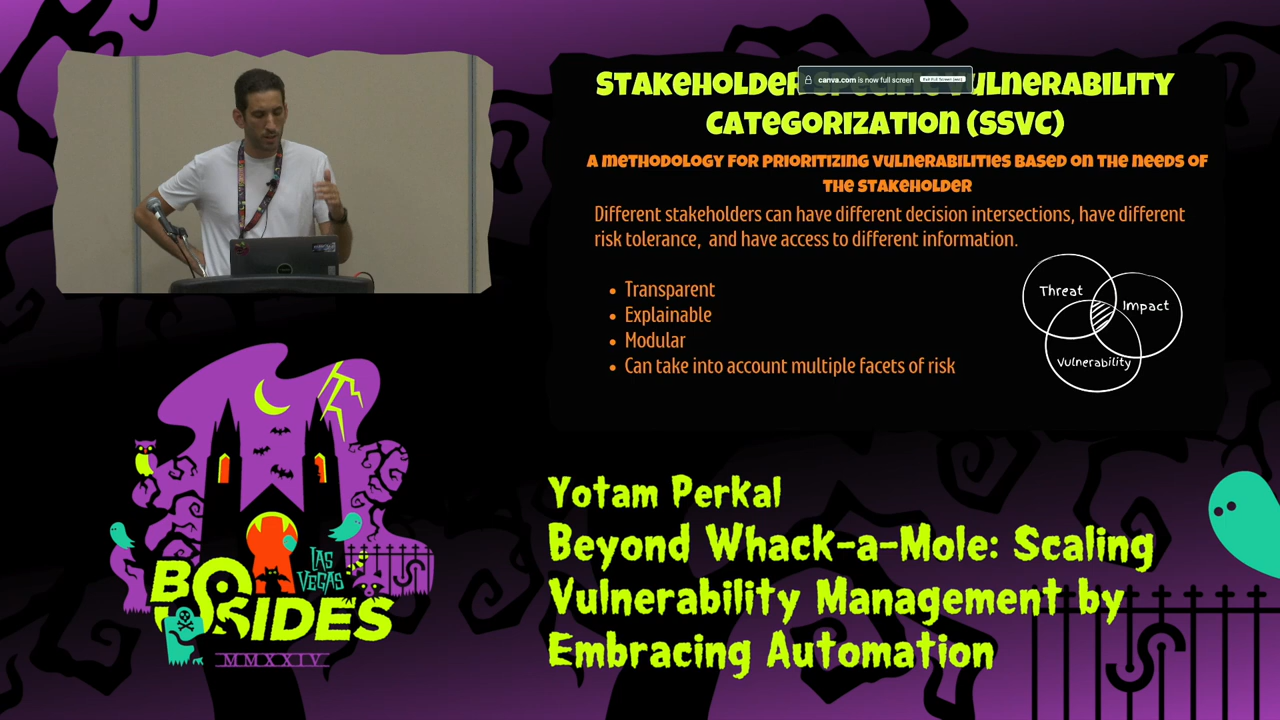 STAKEHOLDER SPECIFIC VULNERABILITY
CATEGORIZATION (SSVC)
canva.com is now full screen
A METHODOLOGY FOR PRIORITIZING VULNERABILITIES BASED ON THE NEEDS OF
THE STAKEHOLDER
Different stakeholders can have different decision intersections, have different
risk tolerance, and have access to different information.
• Transparent
• Explainable
• Modular
• Can take into account multiple facets of risk
Threat
Impact
Vulnerability
LAS
VEGAS
BSIDES
MMXXIV
Yotam Perkal
Beyond Whack-a-Mole: Scaling
Vulnerability Management by
Embracing Automation